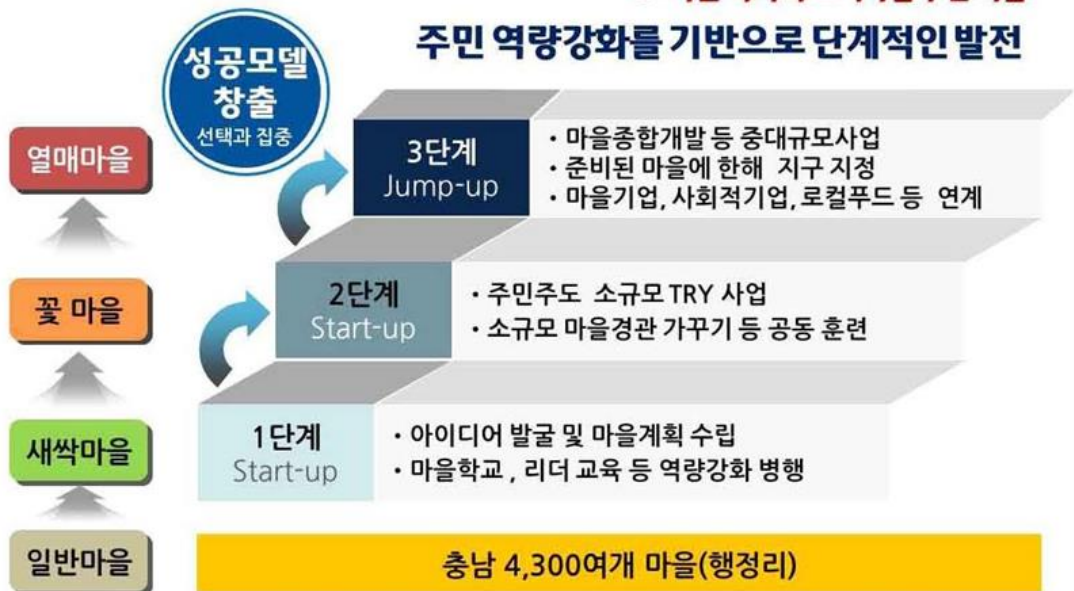 주민 역량강화를 기반으로 단계적인 발전
성공모델
창출
선택과 집중
열매마을
3단계
Jump-up
• 마을종합개발 등 중대규모사업
• 준비된 마을에 한해 지구 지정
• 마을기업, 사회적기업, 로컬푸드 등 연계
꽃 마을
2단계
Start-up
• 주민주도 소규모 TRY 사업
• 소규모 마을경관 가꾸기 등 공동 훈련
새싹마을
1단계
Start-up
• 아이디어 발굴 및 마을계획 수립
• 마을학교 , 리더 교육 등 역량강화 병행
일반마을
충남 4,300여개 마을(행정리)